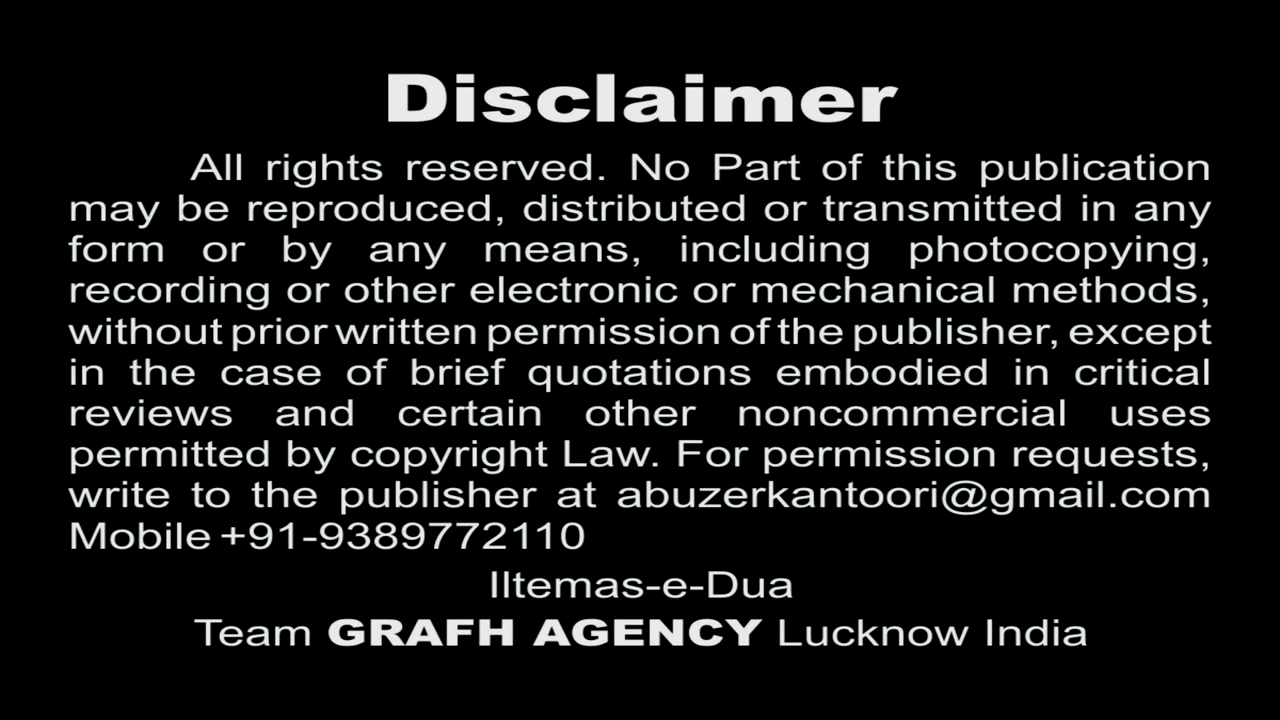 Disclaimer
All rights reserved. No Part of this publication
may be reproduced, distributed or transmitted in any
form or by any means, including photocopying,
recording or other electronic or mechanical methods,
without prior written permission of the publisher, except
in the case of brief quotations embodied in critical
reviews and certain other noncommercial uses
permitted by copyright Law. For permission requests,
write to the publisher at abuzerkantoori@gmail.com
Mobile +91-9389772110
Iltemas-e-Dua
Team GRAFH AGENCY Lucknow India